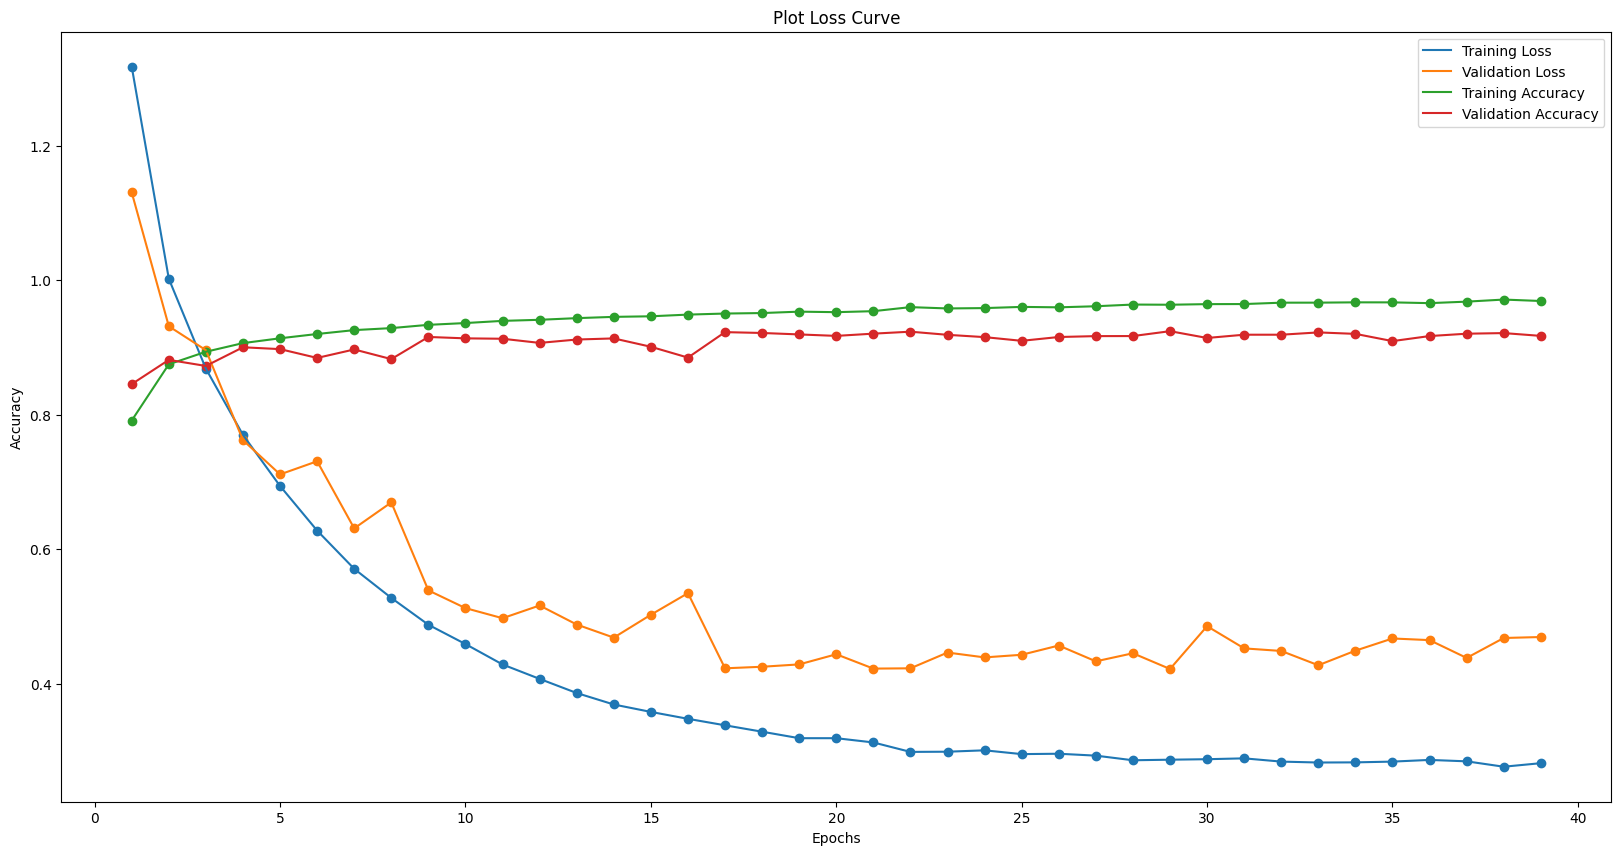 Plot Loss Curve
Training Loss
Validation Loss
Training Accuracy
Validation Accuracy
1.2
1.0
0.8
0.6
0.4
Accuracy
0 5 10 15 20 25 30 35 40
Epochs